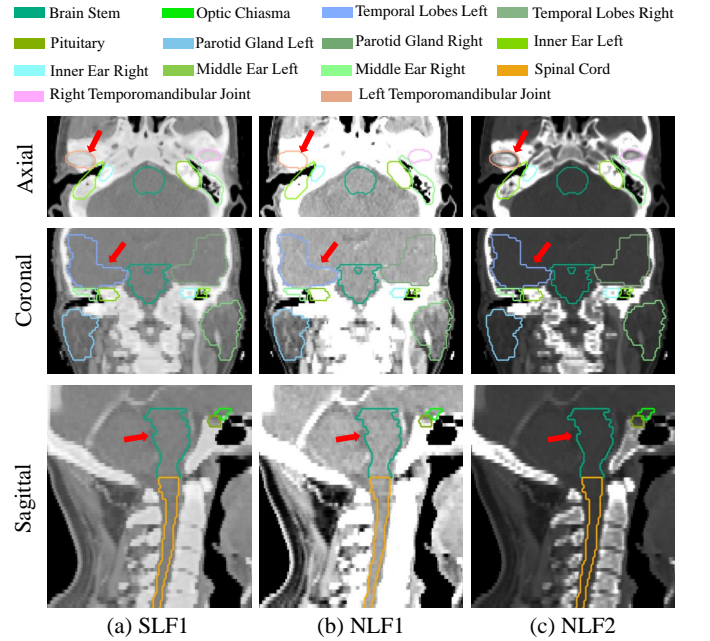 Brain Stem Optic Chiasma Temporal Lobes Left Temporal Lobes Right
Pituitary Parotid Gland Left Parotid Gland Right Inner Ear Left
Inner Ear Right Middle Ear Left Middle Ear Right Spinal Cord
Right Temporomandibular Joint Left Temporomandibular Joint
Axial
Coronal
Sagittal
(a) SLF1 (b) NLF1 (c) NLF2